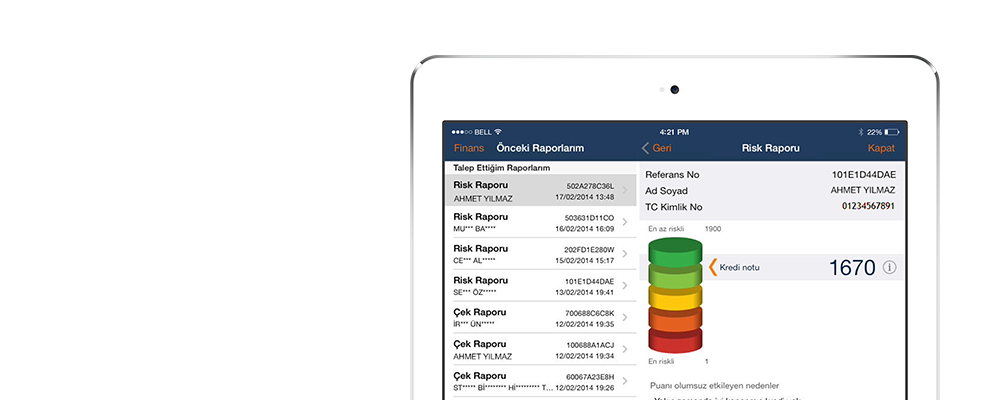 BELL 4:21 PM 22%
Finans Önceki Raporlarım
Talep Ettiğim Raporlarım
Risk Raporu 502A278C36L
AHMET YILMAZ 17/02/2014 13:48
Risk Raporu 503631D11CO
MU*** BA**** 16/02/2014 16:09
Risk Raporu 202FD1E280W
CE*** AL***** 15/02/2014 15:17
Risk Raporu 101E1D44DAE
SE*** ÖZ***** 13/02/2014 19:41
Çek Raporu 700688C6C8K
İR*** ÜN***** 12/02/2014 19:35
Çek Raporu 100688A1ACJ
AHMET YILMAZ 12/02/2014 19:34
Çek Raporu 60067A23E8H
ST***** Bİ******** Hİ********* T... 12/02/2014 19:26
Geri Risk Raporu Kapat
Referans No 101E1D44DAE
Ad Soyad AHMET YILMAZ
TC Kimlik No 01234567891
En az riskli 1900
Kredi notu 1670
En riskli 1
Puanı olumsuz etkileyen nedenler